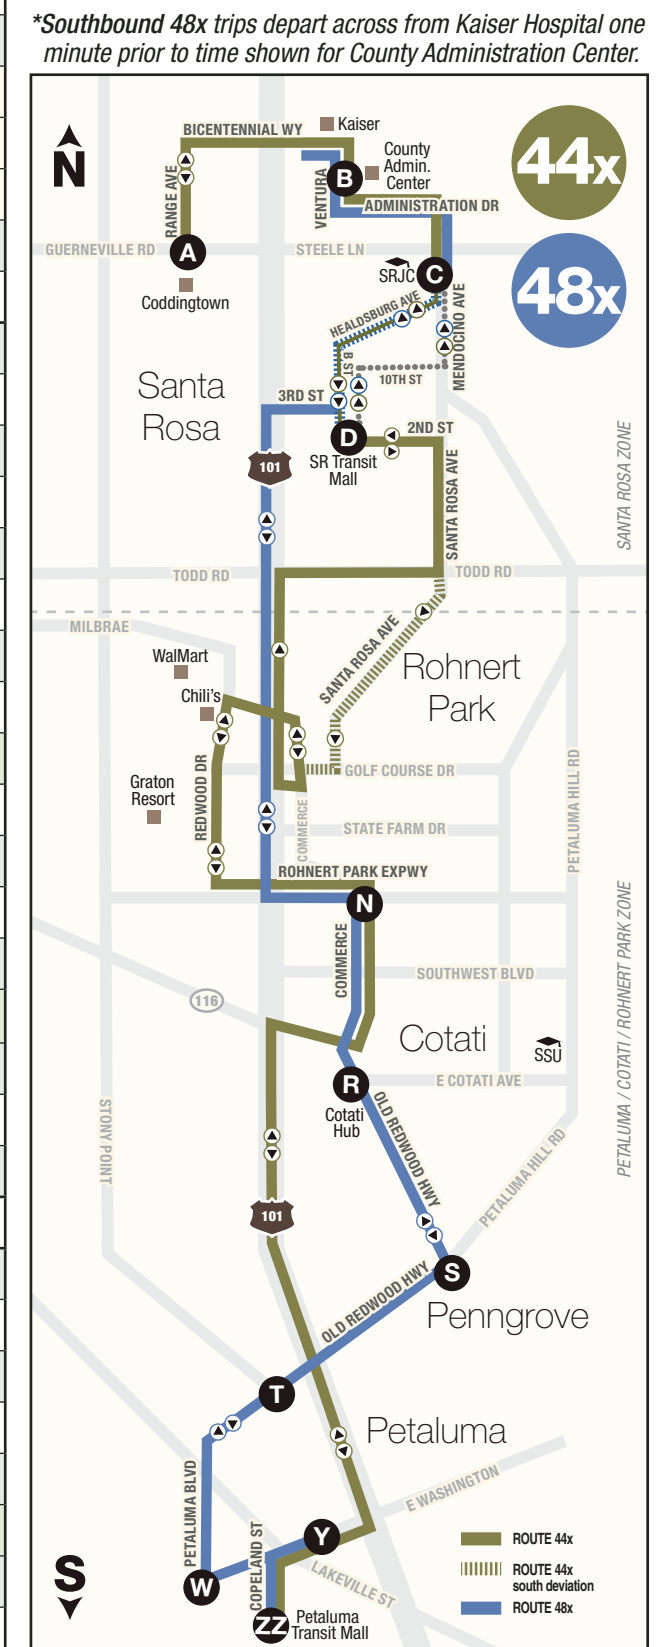 *Southbound 48x trips depart across from Kaiser Hospital one
minute prior to time shown for County Administration Center.
N
BICENTENNIAL WY
Kaiser
County
Admin.
Center
44x
RANGE AVE
VENTURA
B
ADMINISTRATION DR
GUERNEVILLE RD
A
STEELE LN
Coddingtown
SRJC
C
48x
HEALDSBURG AVE
MENDOCINO AVE
B ST
10TH ST
Santa
Rosa
3RD ST
D
2ND ST
SR Transit
Mall
101
SANTA ROSA AVE
SANTA ROSA ZONE
TODD RD
TODD RD
MILBRAE
SANTA ROSA AVE
WalMart
Rohnert
Park
Chili's
GOLF COURSE DR
REDWOOD DR
Graton
Resort
COMMERCE
STATE FARM DR
PETALUMA HILL RD
ROHNERT PARK EXPWY
N
COMMERCE
SOUTHWEST BLVD
116
Cotati
SSU
PETALUMA / COTATI / ROHNERT PARK ZONE
R
E COTATI AVE
Cotati
Hub
STONY POINT
OLD REDWOOD HWY
PETALUMA HILL RD
101
S
OLD REDWOOD HWY
Penngrove
T
Petaluma
PETALUMA BLVD
E WASHINGTON
COPELAND ST
Y
W
LAKEVILLE ST
ZZ
Petaluma
Transit Mall
S
ROUTE 44x
ROUTE 44x
south deviation
ROUTE 48x